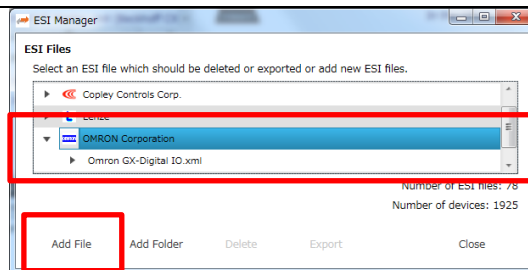 ESI Manager
ESI Files
Select an ESI file which should be deleted or exported or add new ESI files.
Copley Controls Corp.
Lenze
OMRON Corporation
Omron GX-Digital IO.xml
Number of ESI files: 78
Number of devices: 1925
Add File Add Folder Delete Export Close